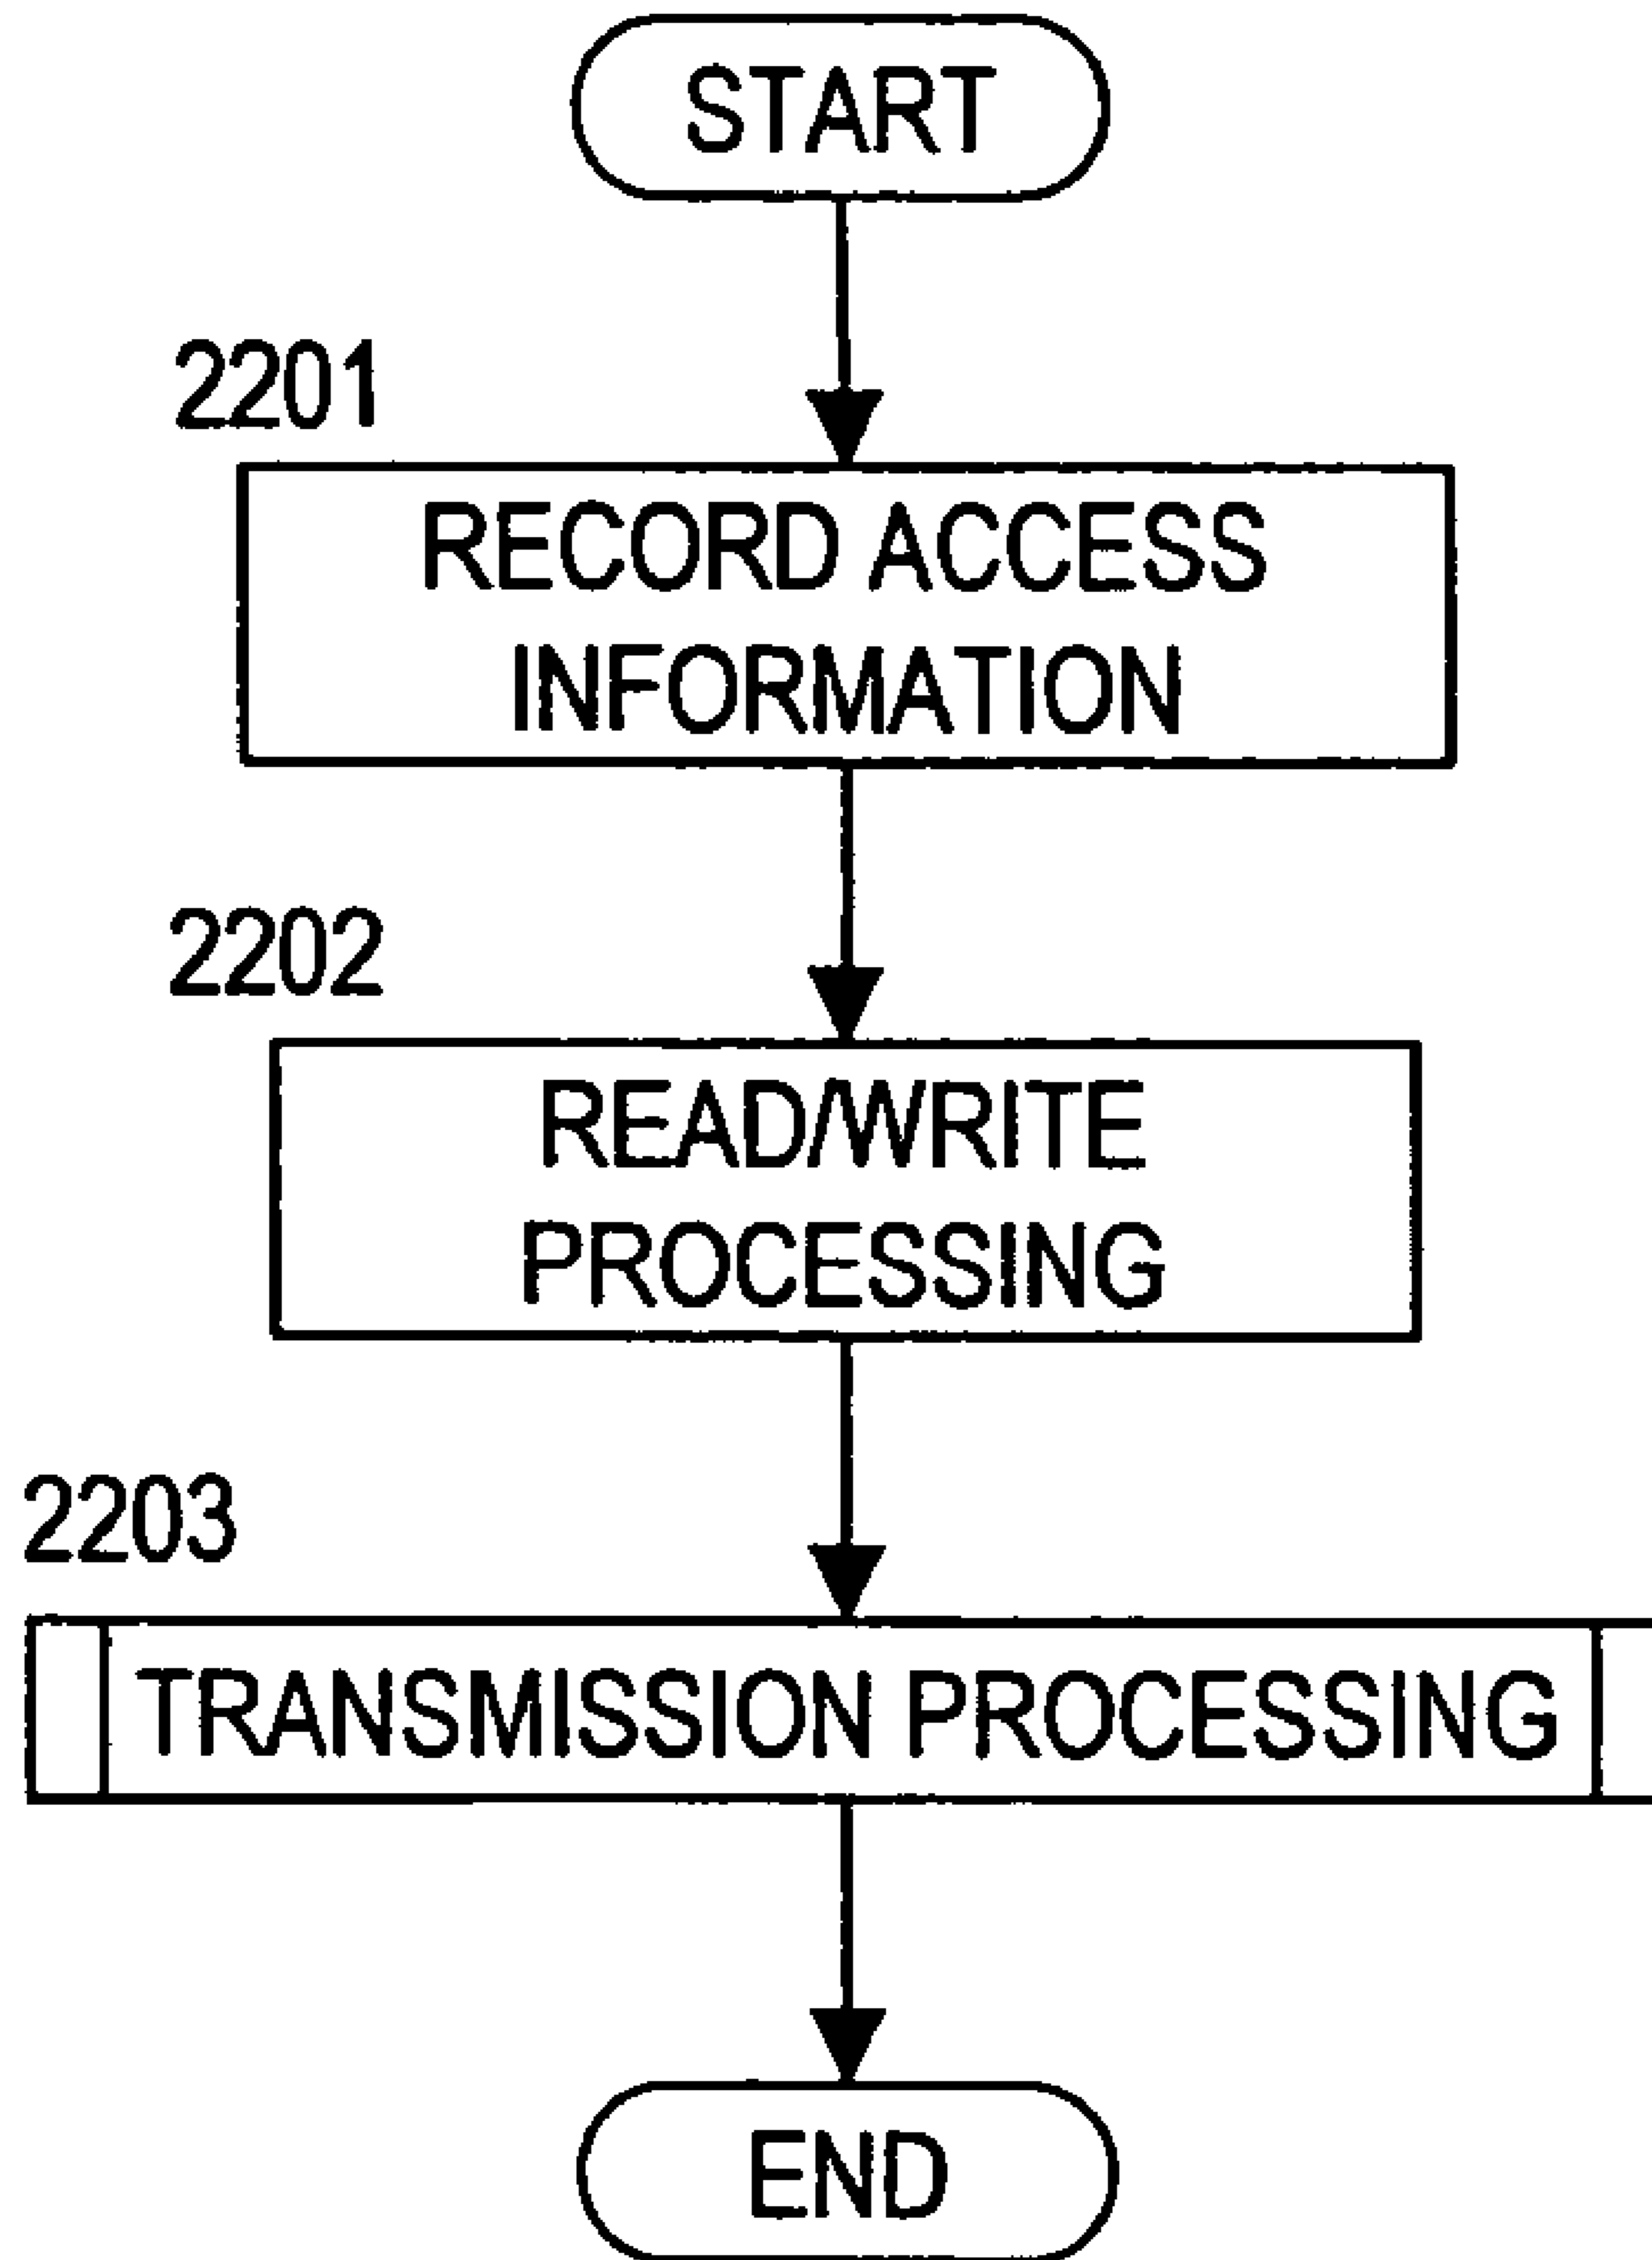 START
2201
RECORD ACCESS
INFORMATION
2202
READ/WRITE
PROCESSING
2203
TRANSMISSION PROCESSING
END